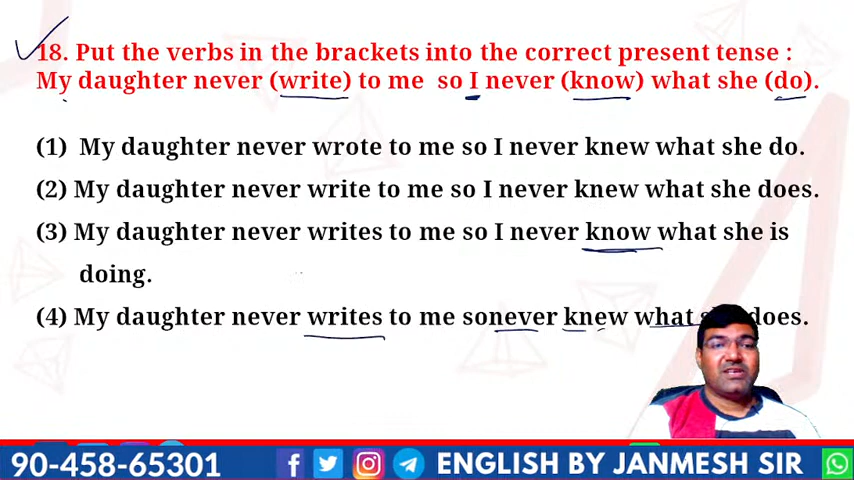 18. Put the verbs in the brackets into the correct present tense :
My daughter never (write) to me so I never (know) what she (do).
(1) My daughter never wrote to me so I never knew what she do.
(2) My daughter never write to me so I never knew what she does.
(3) My daughter never writes to me so I never know what she is
doing.
(4) My daughter never writes to me sonever knew what she does.
90-458-65301 ENGLISH BY JANMESH SIR